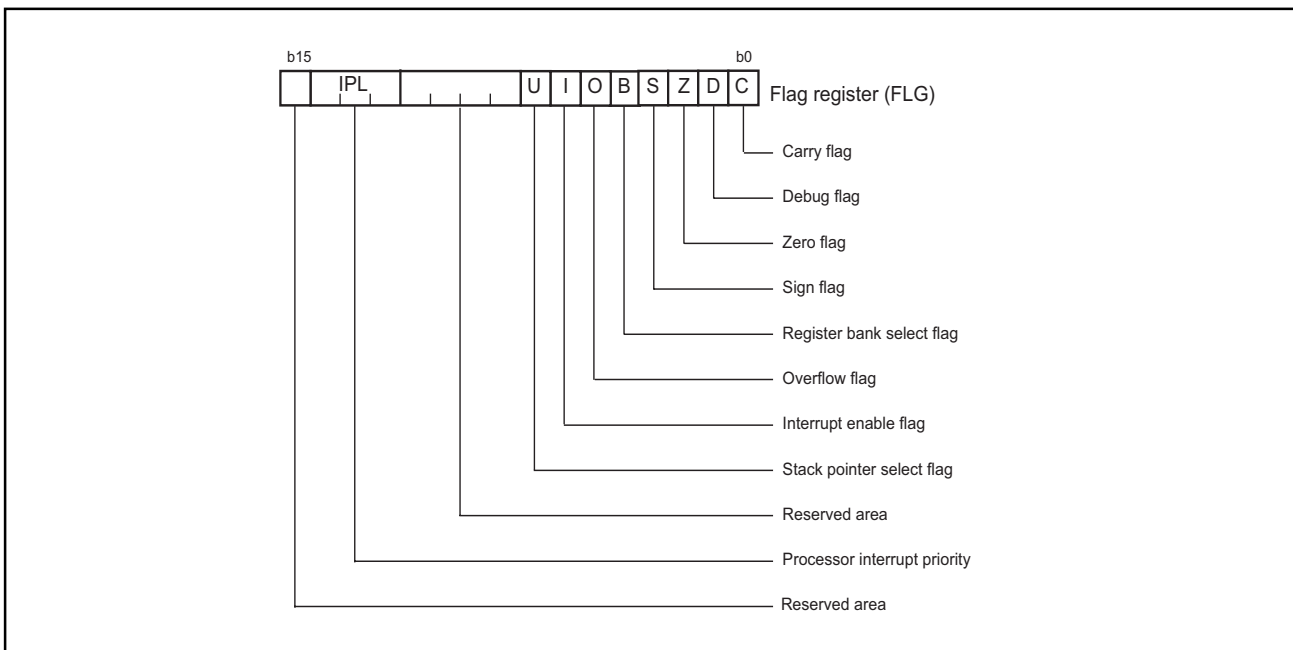 b15 b0
IPL U I O B S Z D C Flag register (FLG)
Carry flag
Debug flag
Zero flag
Sign flag
Register bank select flag
Overflow flag
Interrupt enable flag
Stack pointer select flag
Reserved area
Processor interrupt priority
Reserved area